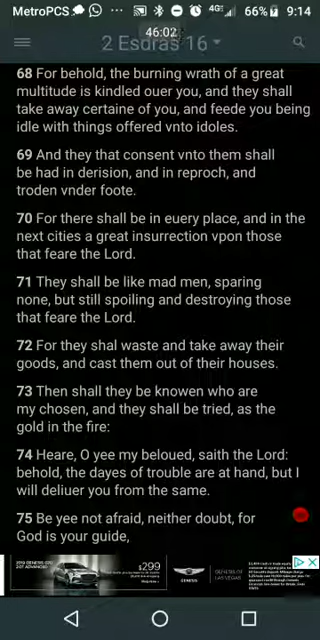 MetroPCS ... 4G 66% 9:14
46:02
2 Esdras 16
68 For behold, the burning wrath of a great
multitude is kindled ouer you, and they shall
take away certaine of you, and feede you being
idle with things offered vnto idoles.
69 And they that consent vnto them shall
be had in derision, and in reproch, and
troden vnder foote.
70 For there shall be in euery place, and in the
next cities a great insurrection vpon those
that feare the Lord.
71 They shall be like mad men, sparing
none, but still spoiling and destroying those
that feare the Lord.
72 For they shal waste and take away their
goods, and cast them out of their houses.
73 Then shall they be knowen who are
my chosen, and they shall be tried, as the
gold in the fire:
74 Heare, O yee my beloued, saith the Lord:
behold, the dayes of trouble are at hand, but I
will deliuer you from the same.
75 Be yee not afraid, neither doubt, for
God is your guide,
$299
GENESIS
GENESIS OF
LAS VEGAS